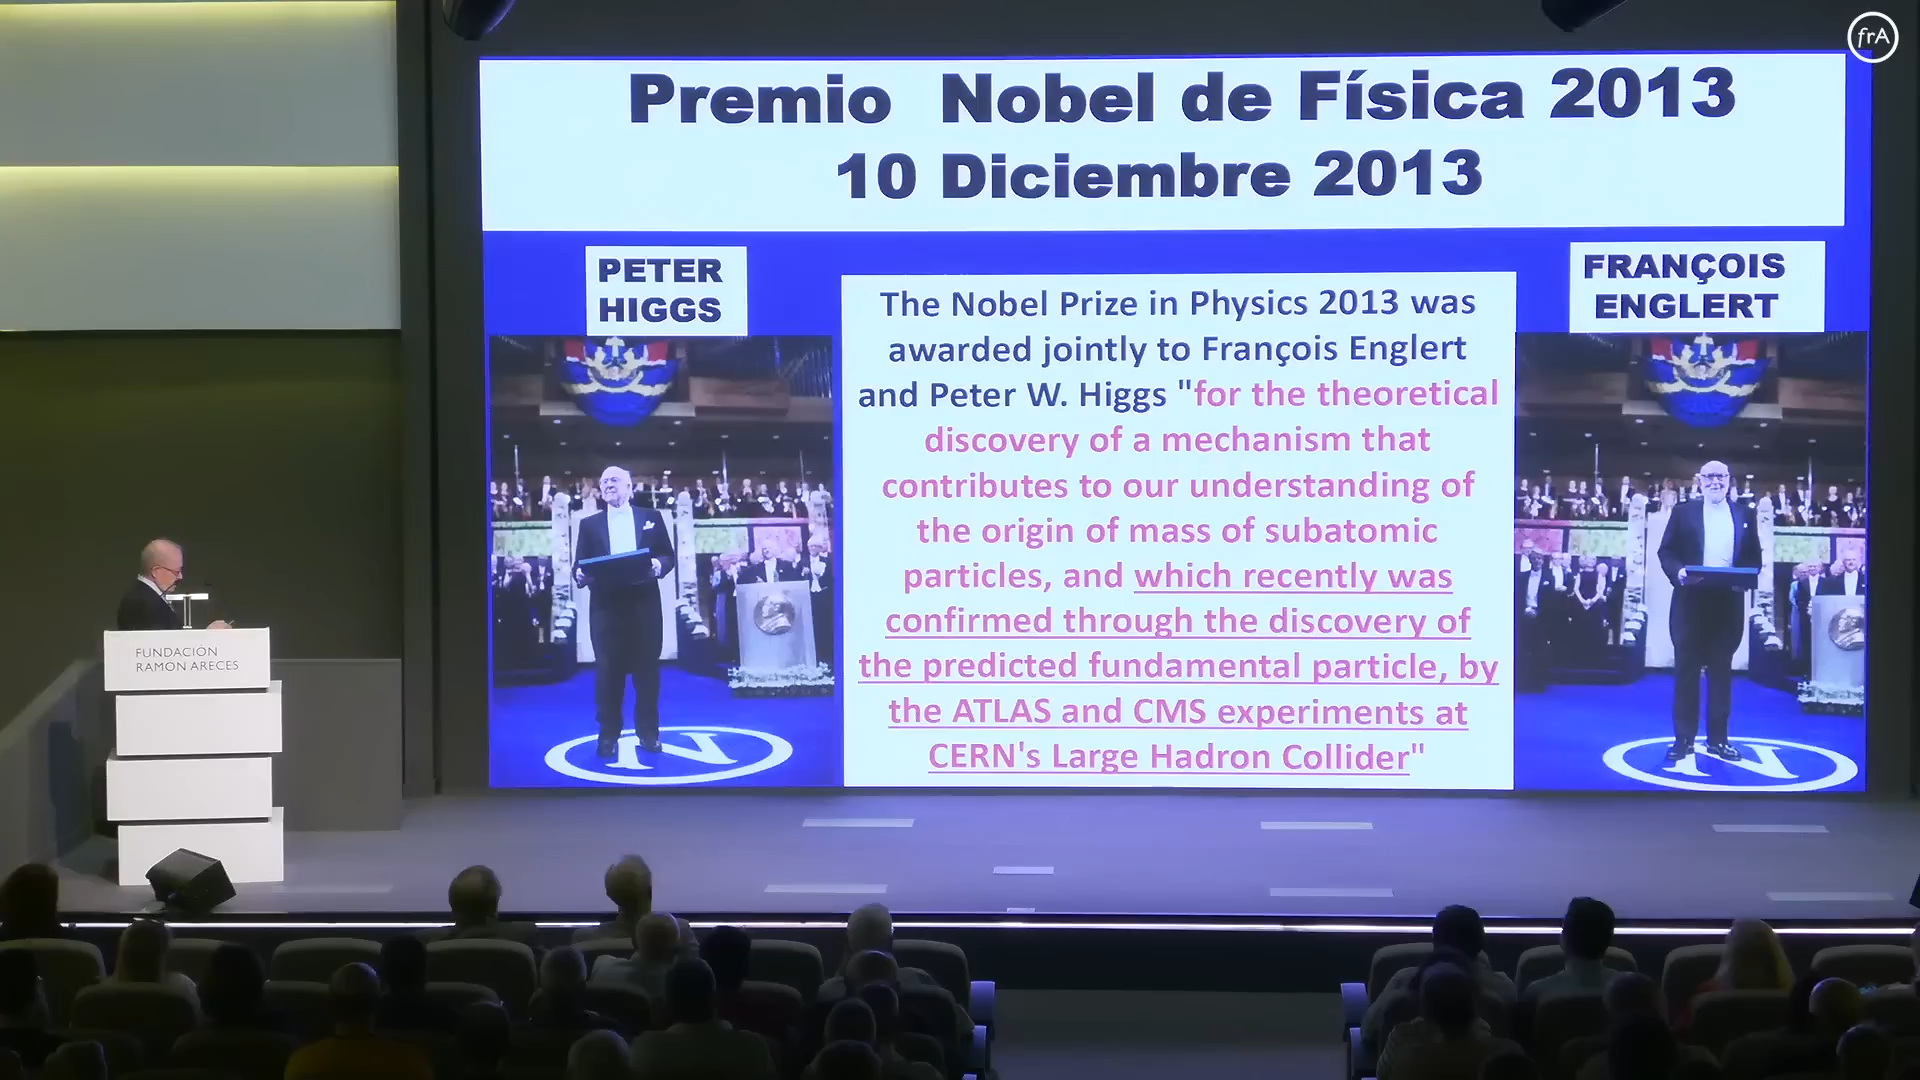 frA
Premio Nobel de Física 2013
10 Diciembre 2013
PETER
HIGGS
FRANÇOIS
ENGLERT
The Nobel Prize in Physics 2013 was
awarded jointly to François Englert
and Peter W. Higgs "for the theoretical
discovery of a mechanism that
contributes to our understanding of
the origin of mass of subatomic
particles, and which recently was
confirmed through the discovery of
the predicted fundamental particle, by
the ATLAS and CMS experiments at
CERN's Large Hadron Collider"
N
N
FUNDACIÓN
RAMÓN ARECES